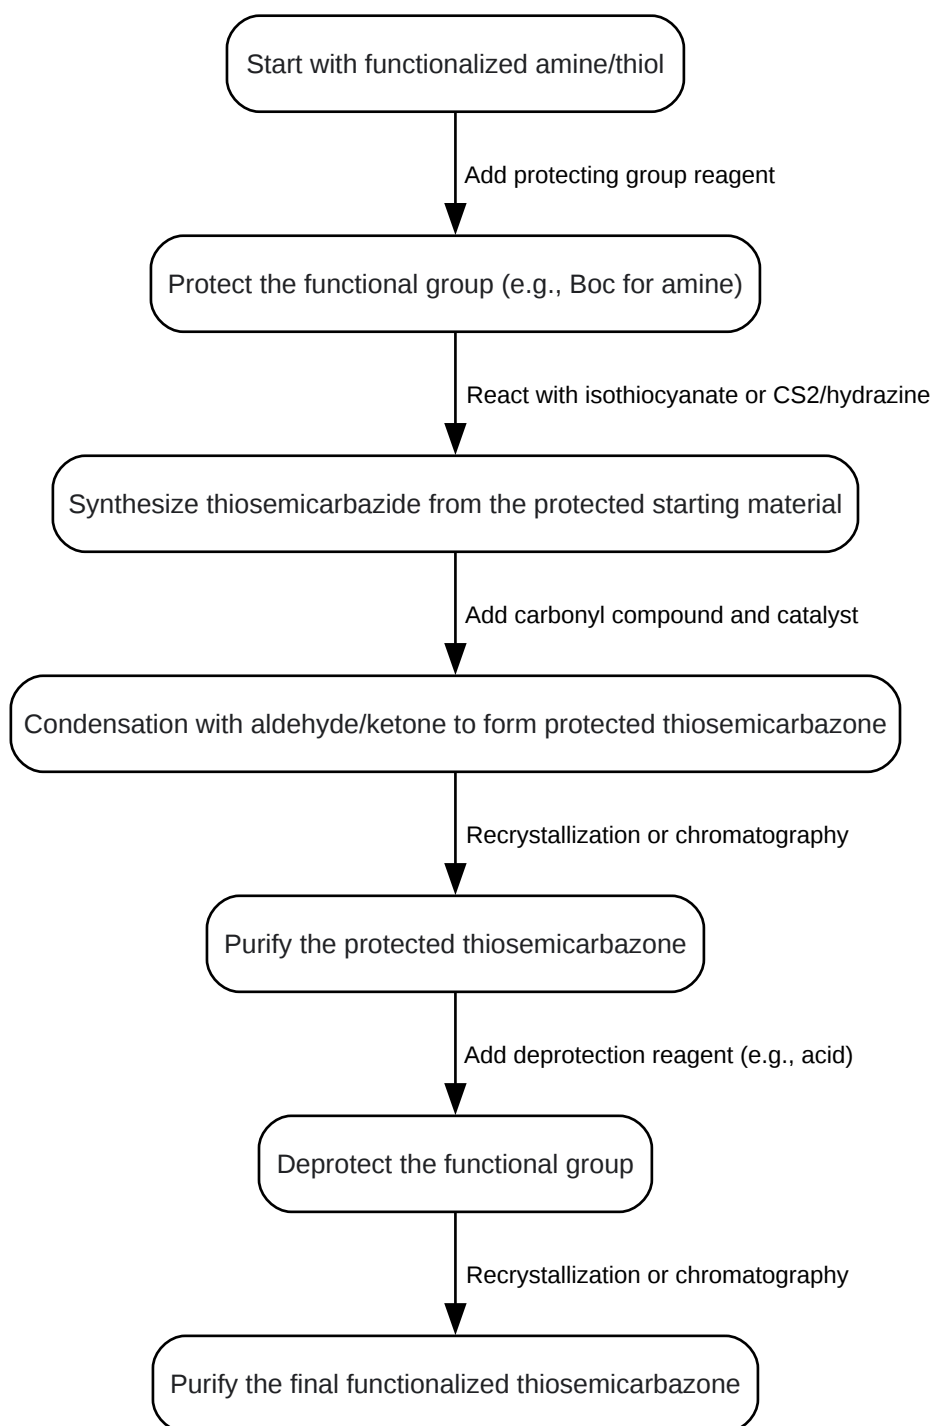 Start with functionalized amine/thiol
Add protecting group reagent
Protect the functional group (e.g., Boc for amine)
React with isothiocyanate or CS2/hydrazine
Synthesize thiosemicarbazide from the protected starting material
Add carbonyl compound and catalyst
Condensation with aldehyde/ketone to form protected thiosemicarbazone
Recrystallization or chromatography
Purify the protected thiosemicarbazone
Add deprotection reagent (e.g., acid)
Deprotect the functional group
Recrystallization or chromatography
Purify the final functionalized thiosemicarbazone